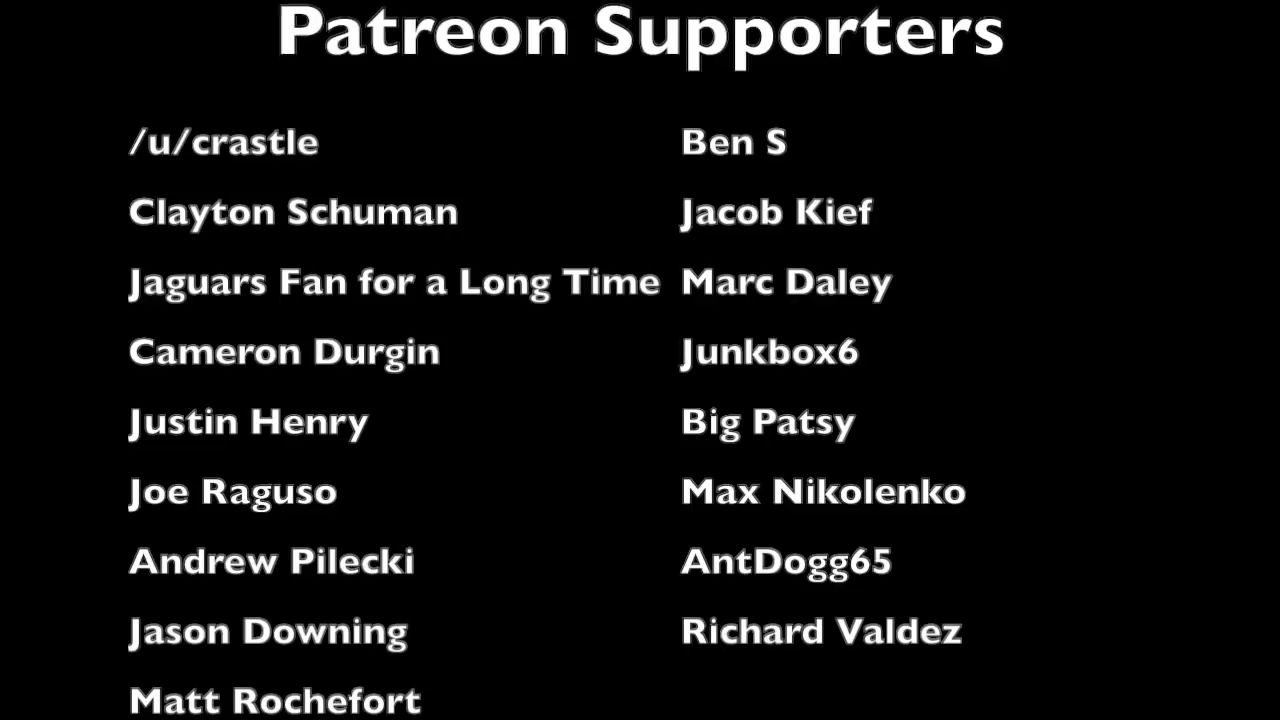 Patreon Supporters
/u/crastle
Clayton Schuman
Jaguars Fan for a Long Time
Cameron Durgin
Justin Henry
Joe Raguso
Andrew Pilecki
Jason Downing
Matt Rochefort
Ben S
Jacob Kief
Marc Daley
Junkbox6
Big Patsy
Max Nikolenko
AntDogg65
Richard Valdez